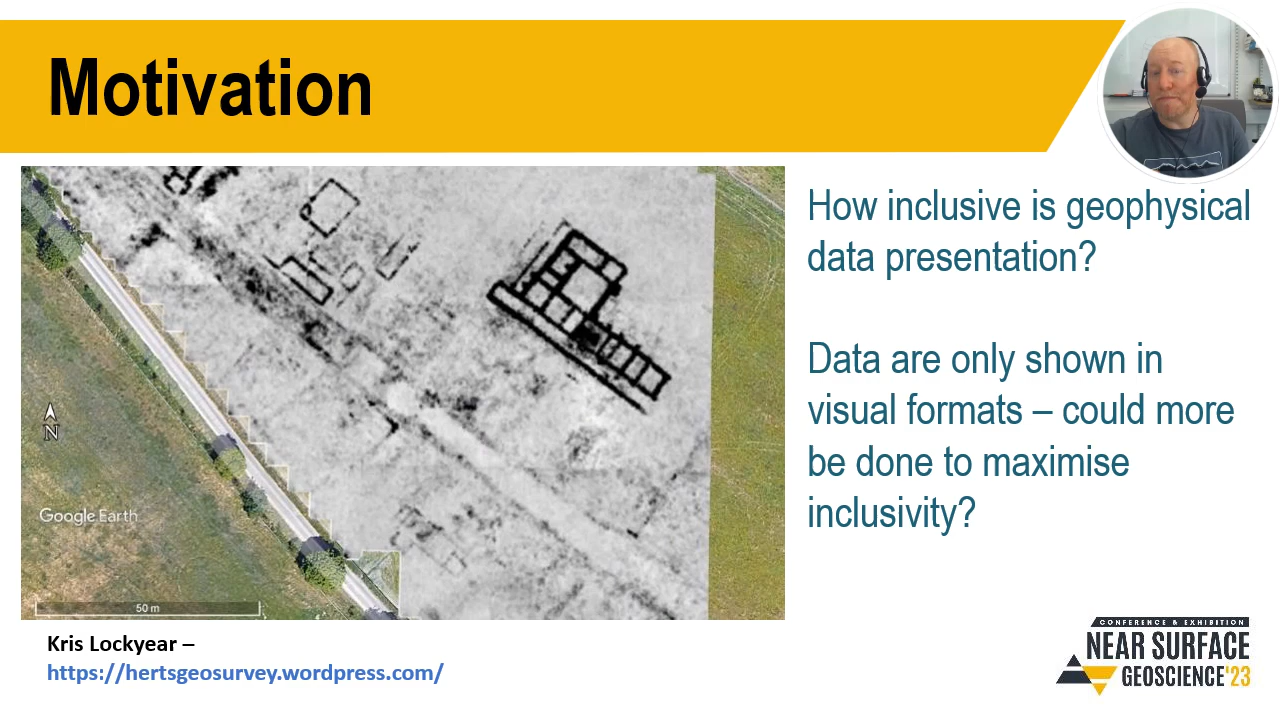 Motivation
How inclusive is geophysical
data presentation?
Data are only shown in
visual formats – could more
be done to maximise
inclusivity?
N
Google Earth
50 m
Kris Lockyear –
https://hertsgeosurvey.wordpress.com/
CONFERENCE & EXHIBITION
NEAR SURFACE
GEOSCIENCE'23